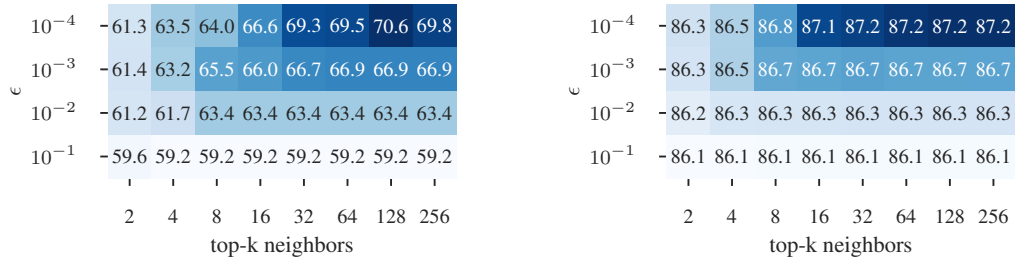 10⁻⁴ 61.3 63.5 64.0 66.6 69.3 69.5 70.6 69.8
10⁻³ 61.4 63.2 65.5 66.0 66.7 66.9 66.9 66.9
ϵ
10⁻² 61.2 61.7 63.4 63.4 63.4 63.4 63.4 63.4
10⁻¹ 59.6 59.2 59.2 59.2 59.2 59.2 59.2 59.2
2 4 8 16 32 64 128 256
top-k neighbors
10⁻⁴ 86.3 86.5 86.8 87.1 87.2 87.2 87.2 87.2
10⁻³ 86.3 86.5 86.7 86.7 86.7 86.7 86.7 86.7
ϵ
10⁻² 86.2 86.3 86.3 86.3 86.3 86.3 86.3 86.3
10⁻¹ 86.1 86.1 86.1 86.1 86.1 86.1 86.1 86.1
2 4 8 16 32 64 128 256
top-k neighbors